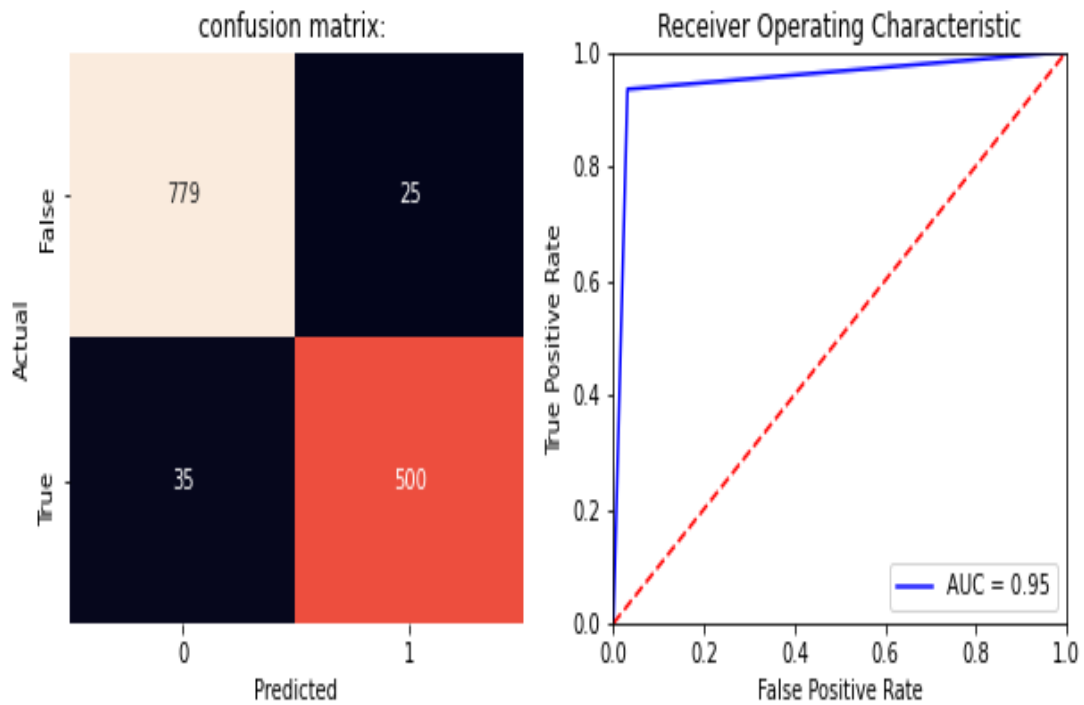 confusion matrix:
False
779
25
Actual
True
35
500
0
1
Predicted
Receiver Operating Characteristic
1.0
0.8
0.6
0.4
0.2
0.0
True Positive Rate
AUC = 0.95
0.0 0.2 0.4 0.6 0.8 1.0
False Positive Rate